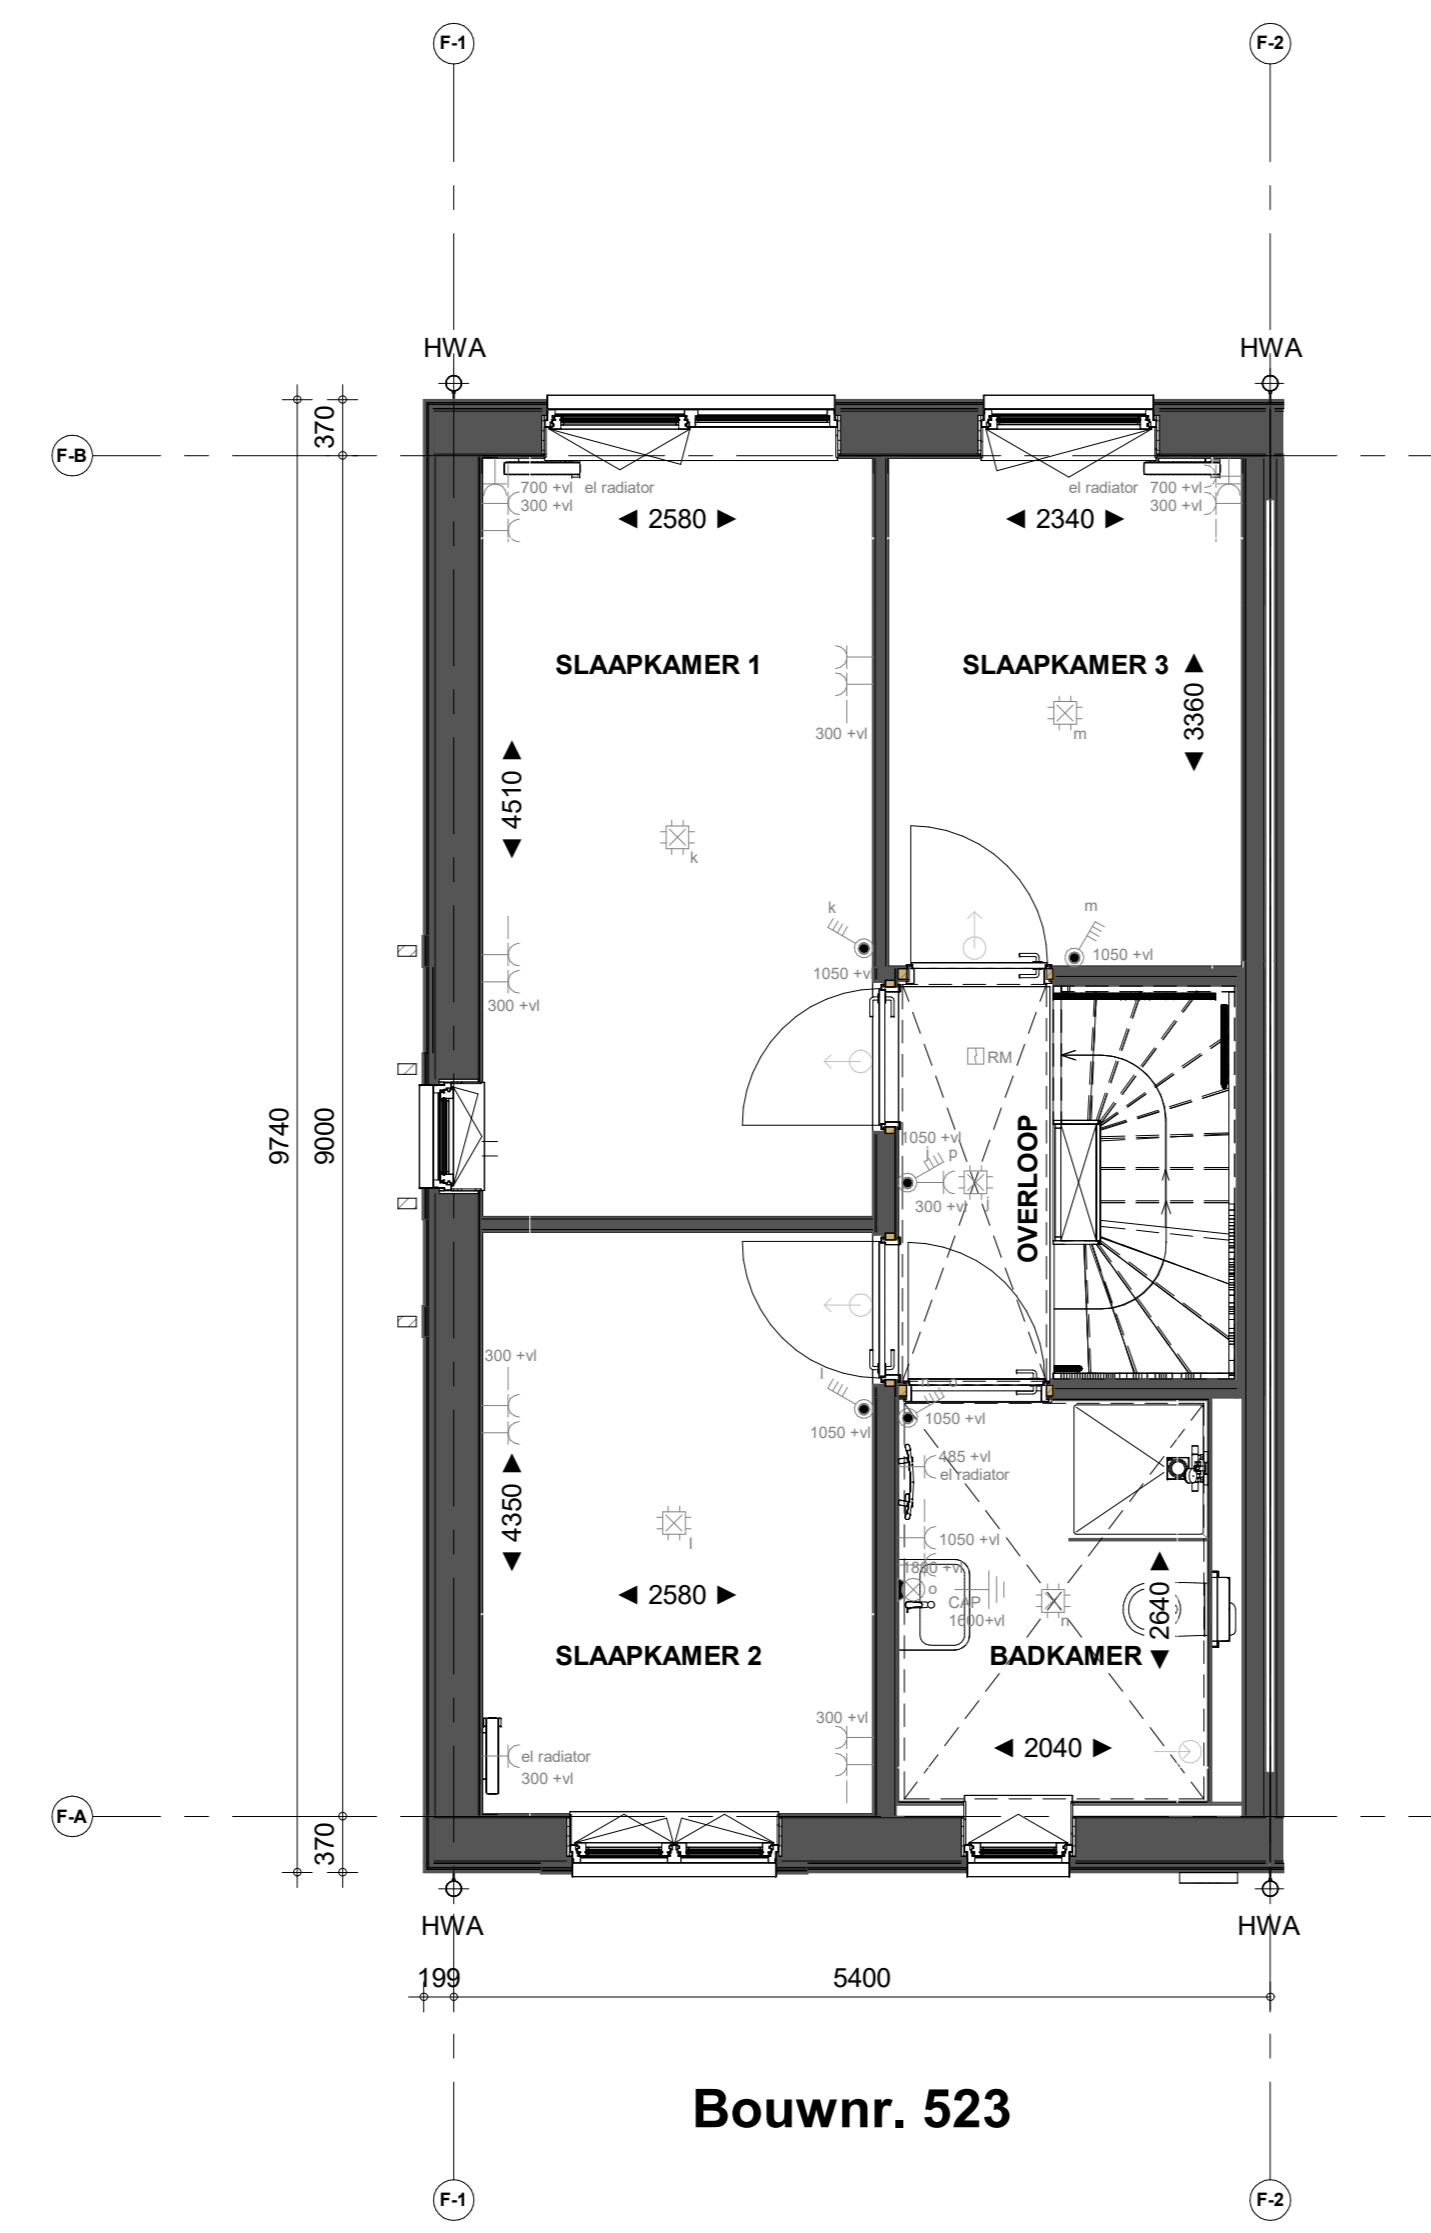 F-1
F-2
HWA
HWA
370
F-B
700 +vl
el radiator
300 +vl
el radiator
700 +vl
300 +vl
2580
2340
SLAAPKAMER 1
SLAAPKAMER 3
3360
m
300 +vl
4510
k
k
m
1050 +vl
1050 +vl
300 +vl
RM
9740
9000
OVERLOOP
1050 +vl
p
300 +vl
j
300 +vl
l
1050 +vl
1050 +vl
485 +vl
el radiator
4350
l
1050 +vl
o
CAP
1600+vl
n
2640
2580
SLAAPKAMER 2
BADKAMER
300 +vl
2040
el radiator
300 +vl
F-A
370
HWA
HWA
199
5400
Bouwnr. 523
F-1
F-2